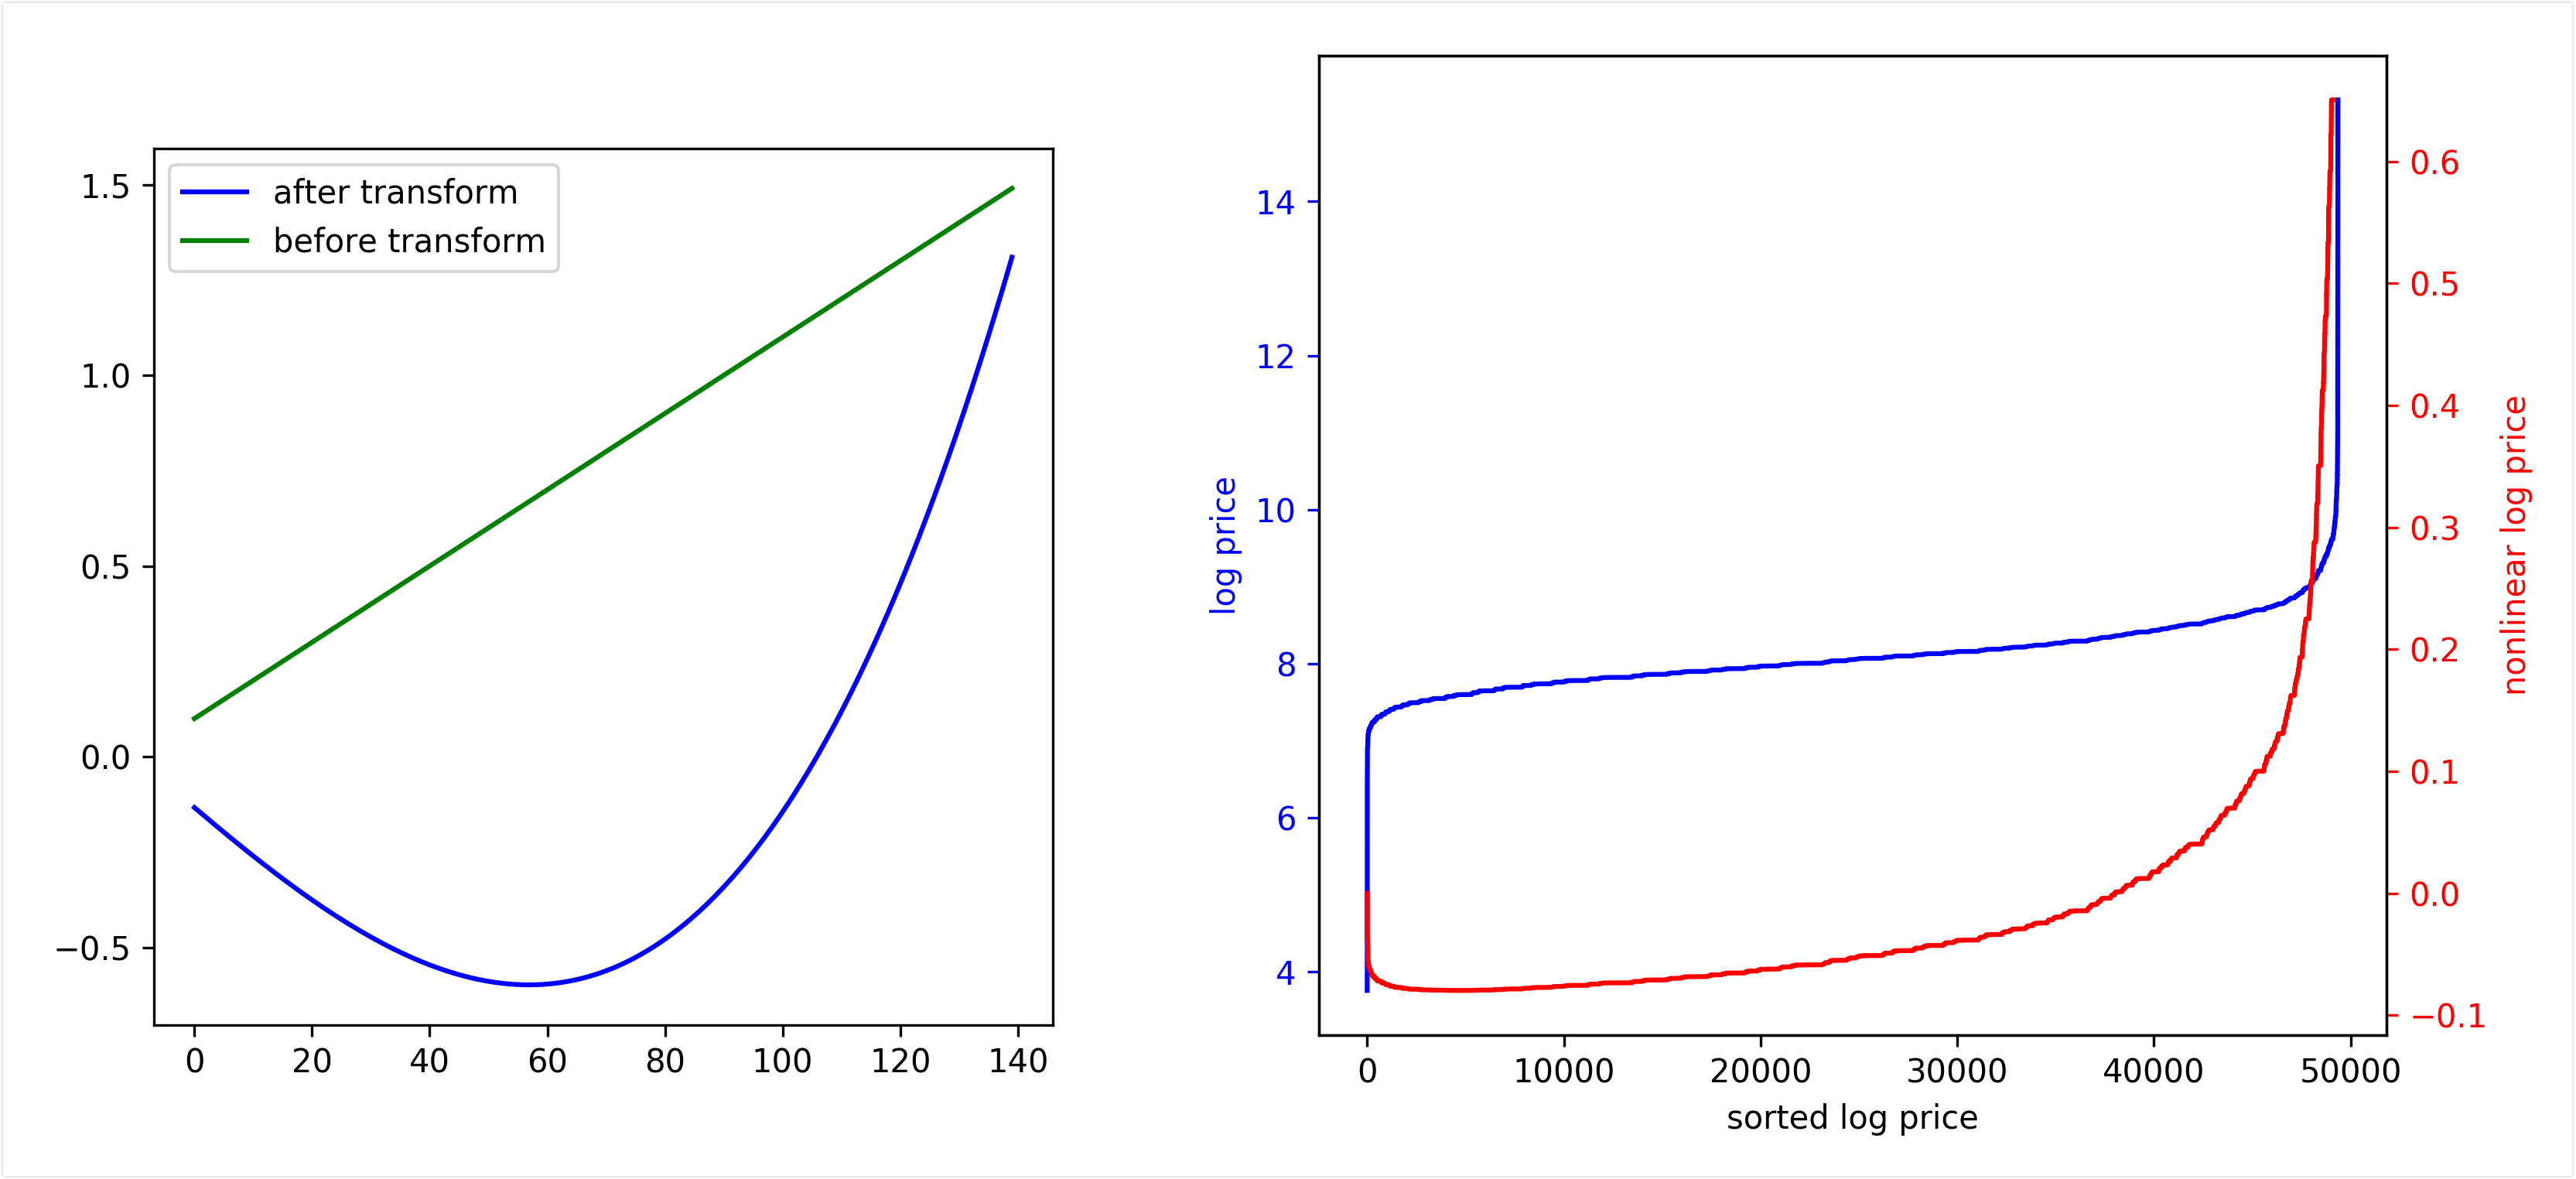 after transform
before transform
1.5
1.0
0.5
0.0
−0.5
0 20 40 60 80 100 120 140
log price
14
12
10
8
6
4
0 10000 20000 30000 40000 50000
sorted log price
0.6
0.5
0.4
0.3
0.2
0.1
0.0
−0.1
nonlinear log price